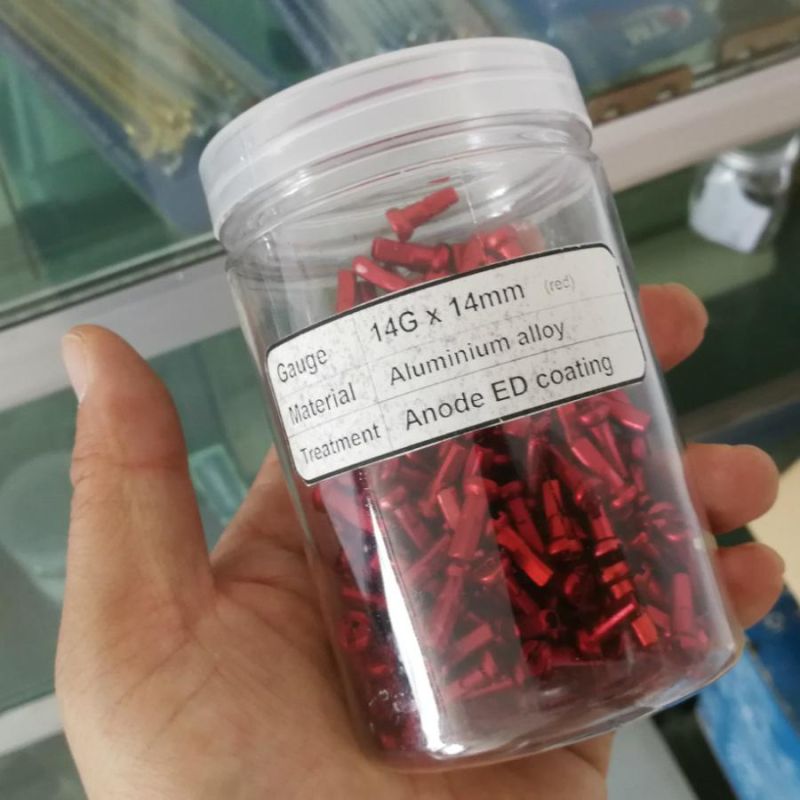 Gauge 14G x 14mm (red)
Material Aluminium alloy
Treatment Anode ED coating